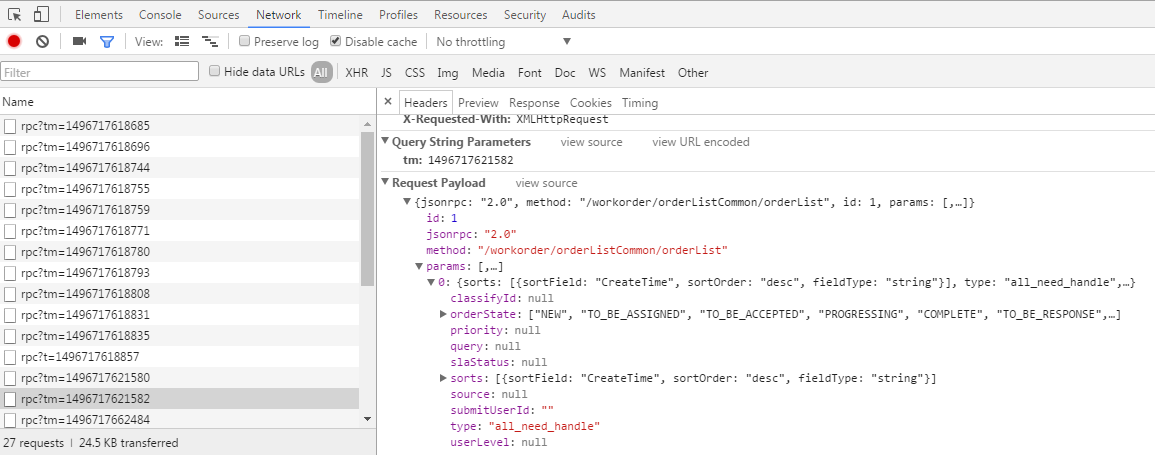 Elements Console Sources Network Timeline Profiles Resources Security Audits
View: Preserve log Disable cache No throttling
Filter Hide data URLs All XHR JS CSS Img Media Font Doc WS Manifest Other
Name
rpc?tm=1496717618685
rpc?tm=1496717618696
rpc?tm=1496717618744
rpc?tm=1496717618755
rpc?tm=1496717618759
rpc?tm=1496717618771
rpc?tm=1496717618780
rpc?tm=1496717618793
rpc?tm=1496717618808
rpc?tm=1496717618831
rpc?tm=1496717618835
rpc?t=1496717618857
rpc?tm=1496717621580
rpc?tm=1496717621582
rpc?tm=1496717662484
27 requests | 24.5 KB transferred
× Headers Preview Response Cookies Timing
X-Requested-With: XMLHttpRequest
Query String Parameters view source view URL encoded
tm: 1496717621582
Request Payload view source
{jsonrpc: "2.0", method: "/workorder/orderListCommon/orderList", id: 1, params: [,…]}
id: 1
jsonrpc: "2.0"
method: "/workorder/orderListCommon/orderList"
params: [,…]
0: {sorts: [{sortField: "CreateTime", sortOrder: "desc", fieldType: "string"}], type: "all_need_handle",…}
classifyId: null
orderState: ["NEW", "TO_BE_ASSIGNED", "TO_BE_ACCEPTED", "PROGRESSING", "COMPLETE", "TO_BE_RESPONSE",…]
priority: null
query: null
slaStatus: null
sorts: [{sortField: "CreateTime", sortOrder: "desc", fieldType: "string"}]
source: null
submitUserId: ""
type: "all_need_handle"
userLevel: null